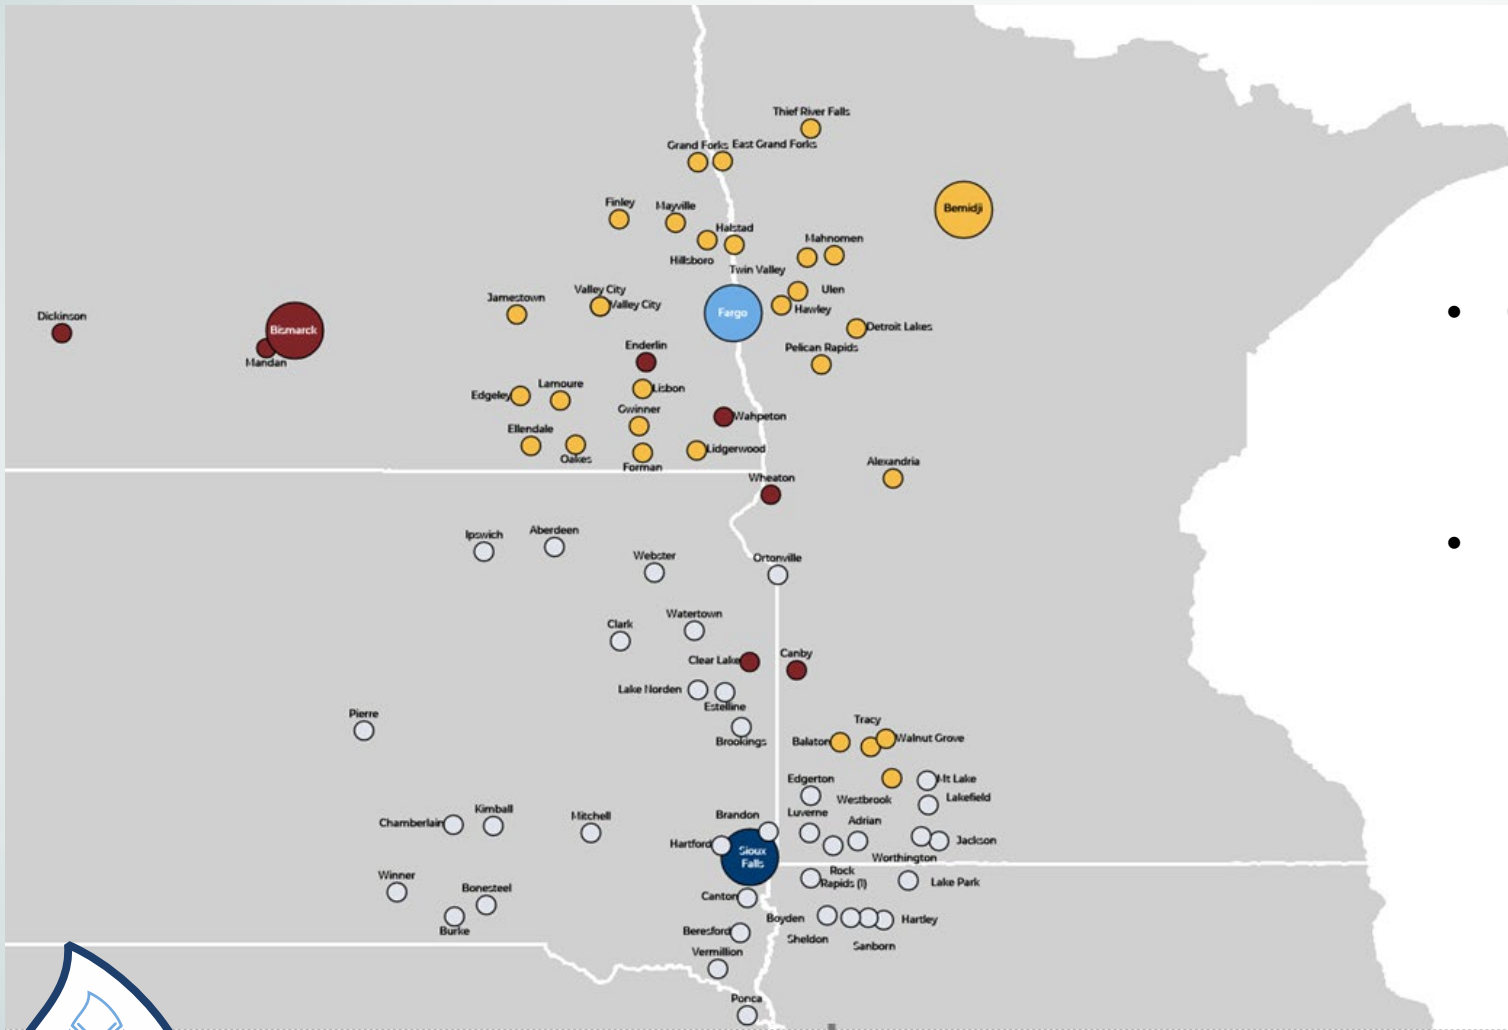 Thief River Falls
Grand Forks
East Grand Forks
Finley
Mayville
Bemidji
Halstad
Mahnomen
Hillsboro
Twin Valley
Valley City
Ulen
Jamestown
Valley City
Hawley
Fargo
Dickinson
Bismarck
Detroit Lakes
Enderlin
Pelican Rapids
Mandan
Lamoure
Lisbon
Edgeley
Gwinner
Wahpeton
Ellendale
Lidgerwood
Oakes
Forman
Alexandria
Wheaton
Ipswich
Aberdeen
Webster
Ortonville
Watertown
Clark
Clear Lake
Canby
Lake Norden
Estelline
Pierre
Tracy
Brookings
Balaton
Walnut Grove
Edgerton
Mt Lake
Westbrook
Lakefield
Kimball
Mitchell
Brandon
Luverne
Chamberlain
Adrian
Hartford
Jackson
Sioux
Falls
Worthington
Winner
Rock
Rapids (1)
Lake Park
Bonesteel
Canton
Boyden
Hartley
Burke
Beresford
Sheldon
Sanborn
Vermillion
Ponca